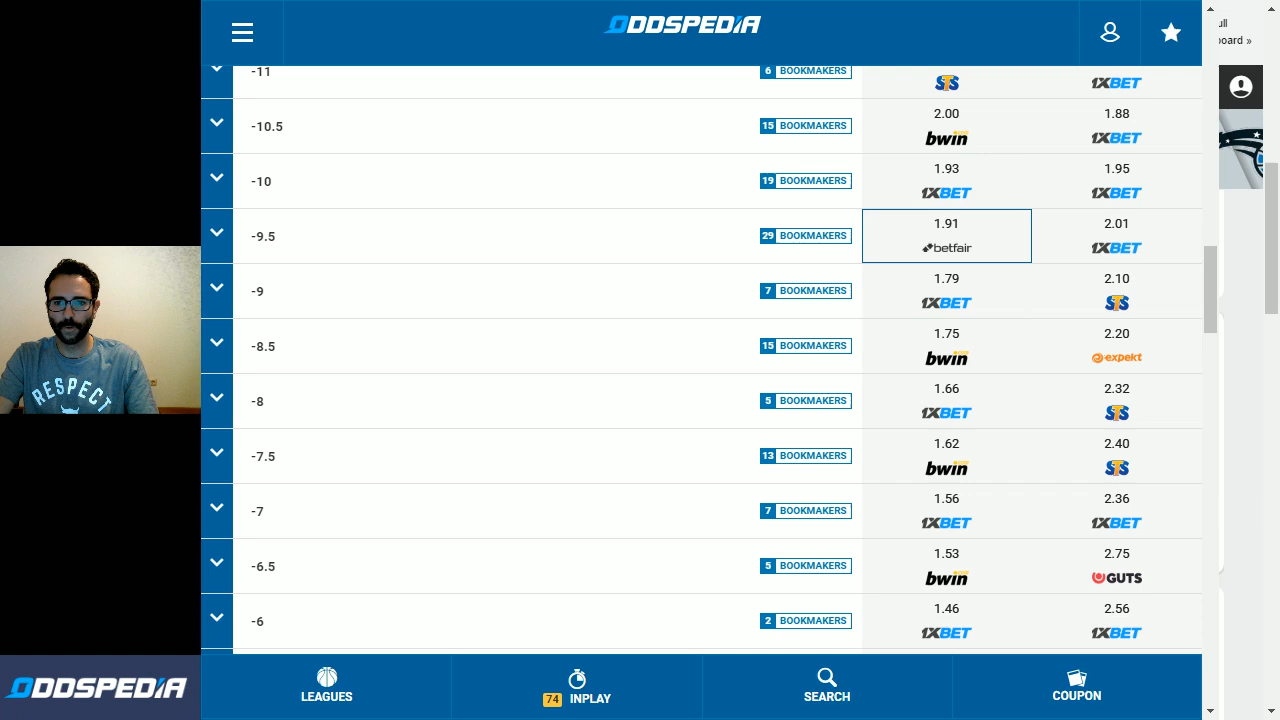 ODDSPEDIA
ull
board »
-11 6 BOOKMAKERS
STS 1XBET
-10.5 15 BOOKMAKERS 2.00 1.88
bwin 1XBET
-10 19 BOOKMAKERS 1.93 1.95
1XBET 1XBET
-9.5 29 BOOKMAKERS 1.91 2.01
betfair 1XBET
-9 7 BOOKMAKERS 1.79 2.10
1XBET STS
-8.5 15 BOOKMAKERS 1.75 2.20
bwin expekt
-8 5 BOOKMAKERS 1.66 2.32
1XBET STS
-7.5 13 BOOKMAKERS 1.62 2.40
bwin STS
-7 7 BOOKMAKERS 1.56 2.36
1XBET 1XBET
-6.5 5 BOOKMAKERS 1.53 2.75
bwin GUTS
-6 2 BOOKMAKERS 1.46 2.56
1XBET 1XBET
RESPECT
ODDSPEDIA
LEAGUES
74 INPLAY
SEARCH
COUPON